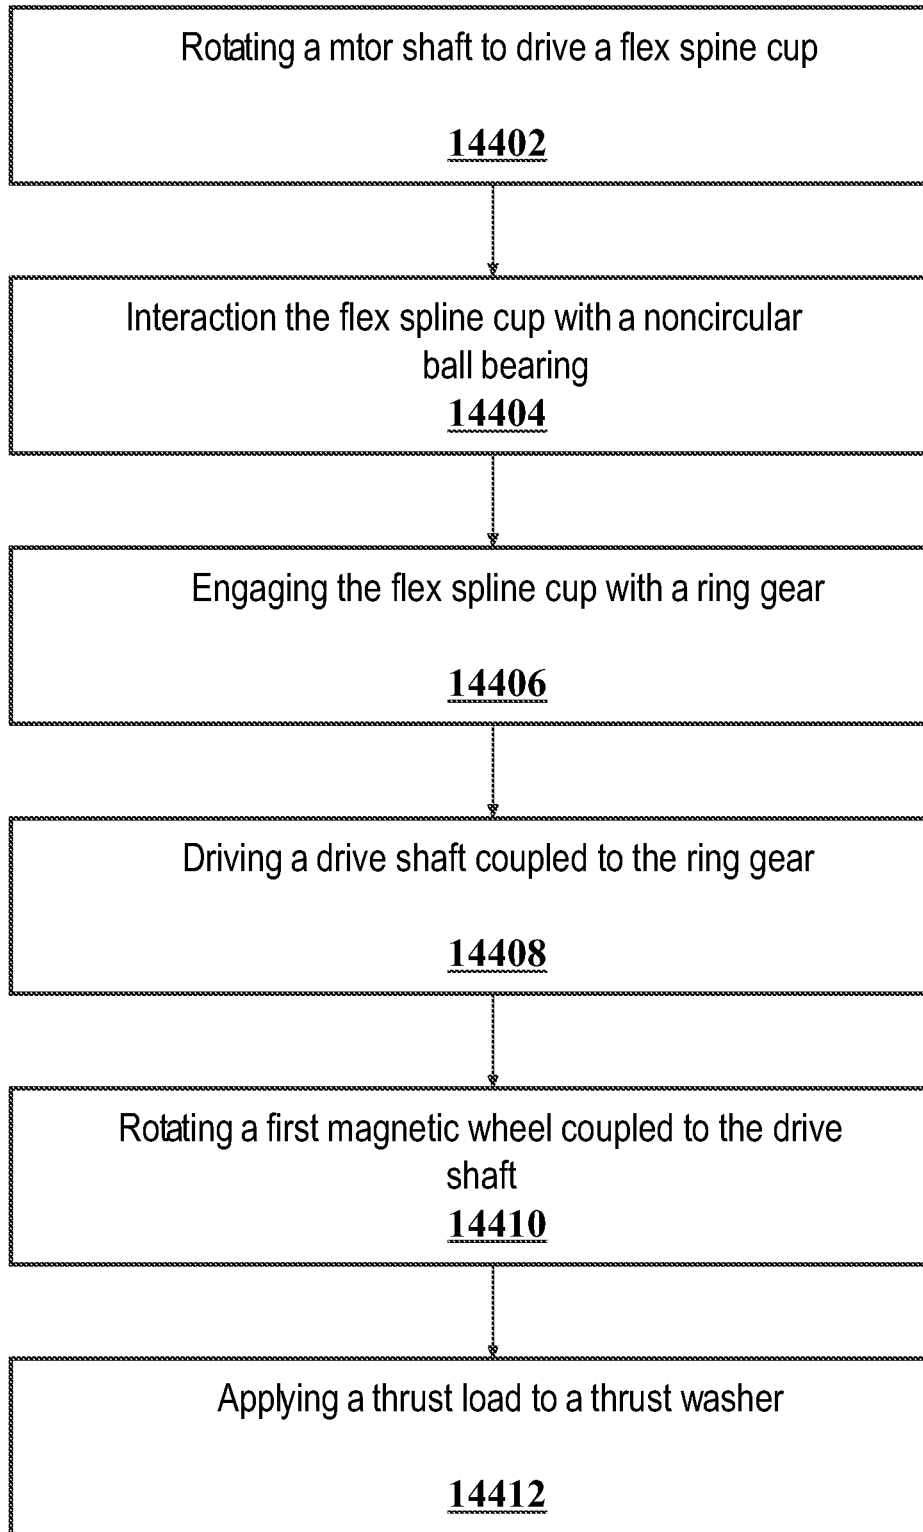 Rotating a mtor shaft to drive a flex spine cup
14402
Interaction the flex spline cup with a noncircular
ball bearing
14404
Engaging the flex spline cup with a ring gear
14406
Driving a drive shaft coupled to the ring gear
14408
Rotating a first magnetic wheel coupled to the drive
shaft
14410
Applying a thrust load to a thrust washer
14412